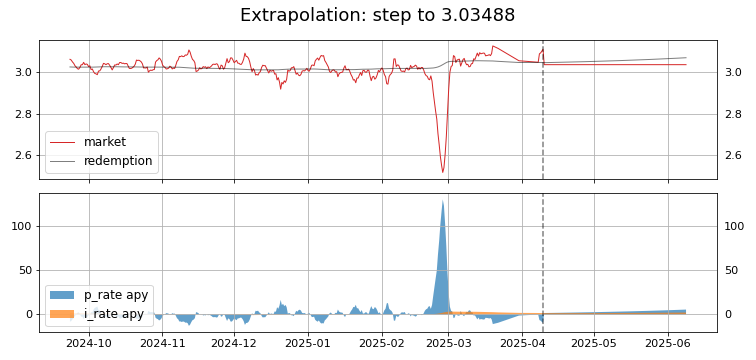 Extrapolation: step to 3.03488
3.0 3.0
2.8 2.8
2.6 2.6
market
redemption
100 100
50 50
0 0
p_rate apy
i_rate apy
2024-10 2024-11 2024-12 2025-01 2025-02 2025-03 2025-04 2025-05 2025-06